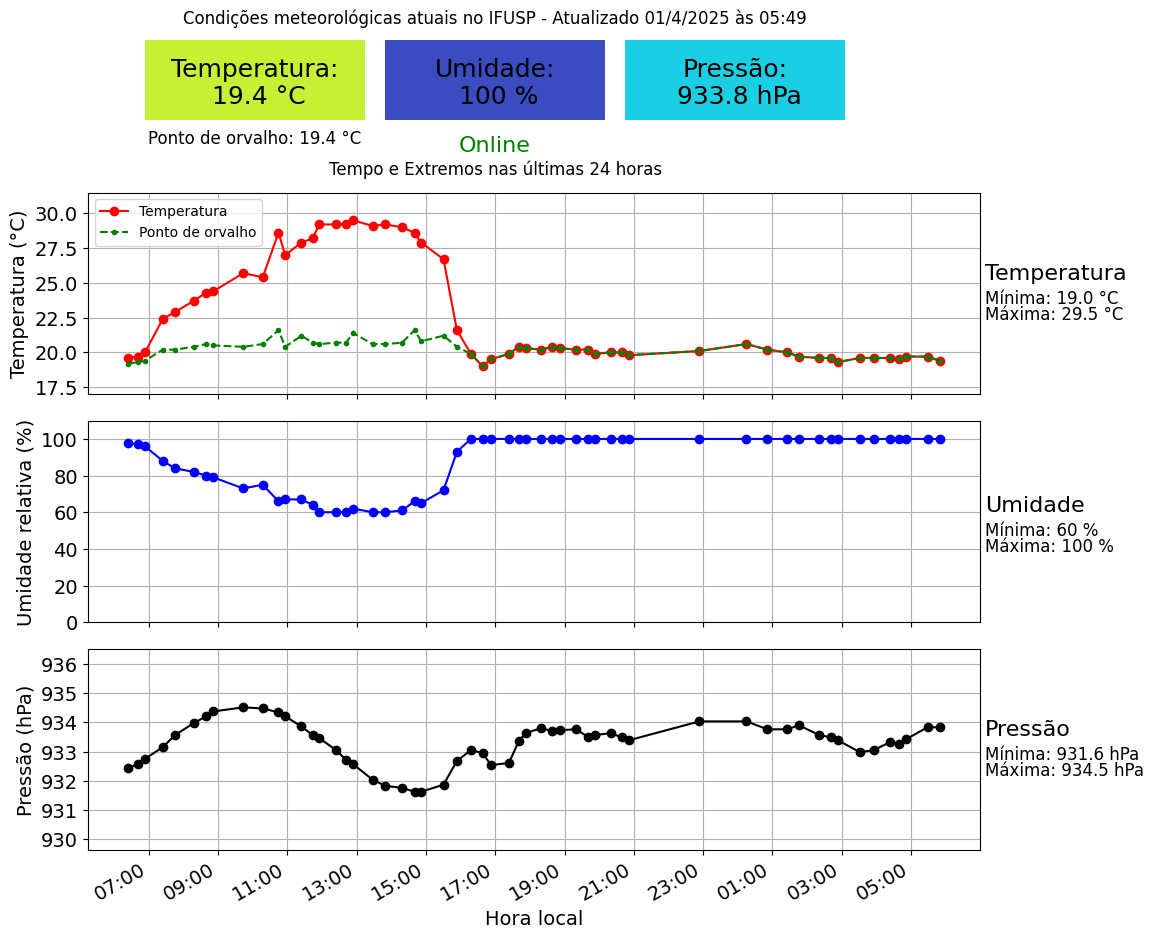 Condições meteorológicas atuais no IFUSP - Atualizado 01/4/2025 às 05:49
Temperatura:
19.4 °C
Umidade:
100 %
Pressão:
933.8 hPa
Ponto de orvalho: 19.4 °C
Online
Tempo e Extremos nas últimas 24 horas
Temperatura (°C)
30.0
27.5
25.0
22.5
20.0
17.5
Temperatura
Ponto de orvalho
Temperatura
Mínima: 19.0 °C
Máxima: 29.5 °C
Umidade relativa (%)
100
80
60
40
20
0
Umidade
Mínima: 60 %
Máxima: 100 %
Pressão (hPa)
936
935
934
933
932
931
930
Pressão
Mínima: 931.6 hPa
Máxima: 934.5 hPa
07:00
09:00
11:00
13:00
15:00
17:00
19:00
21:00
23:00
01:00
03:00
05:00
Hora local